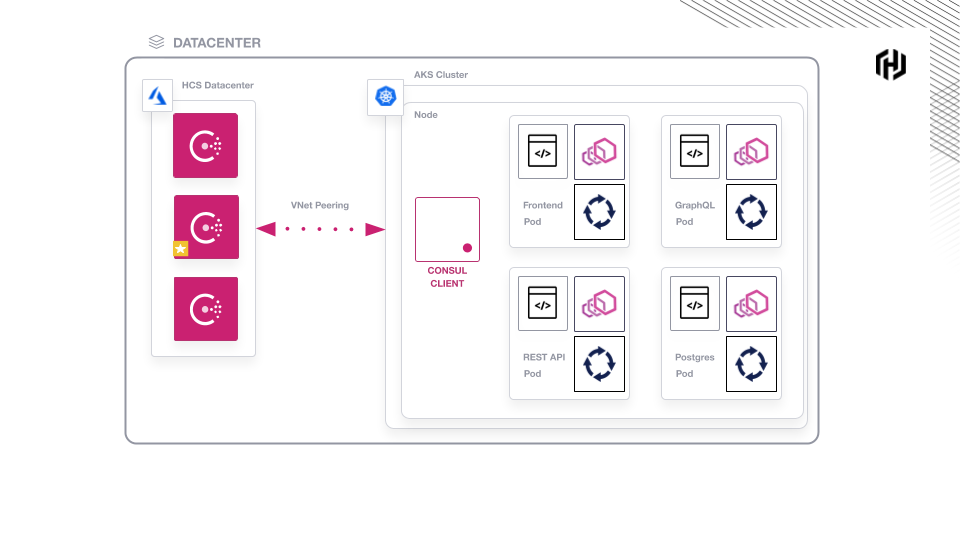 DATACENTER
HCS Datacenter
AKS Cluster
Node
VNet Peering
CONSUL
CLIENT
</>
Frontend
Pod
</>
GraphQL
Pod
</>
REST API
Pod
</>
Postgres
Pod